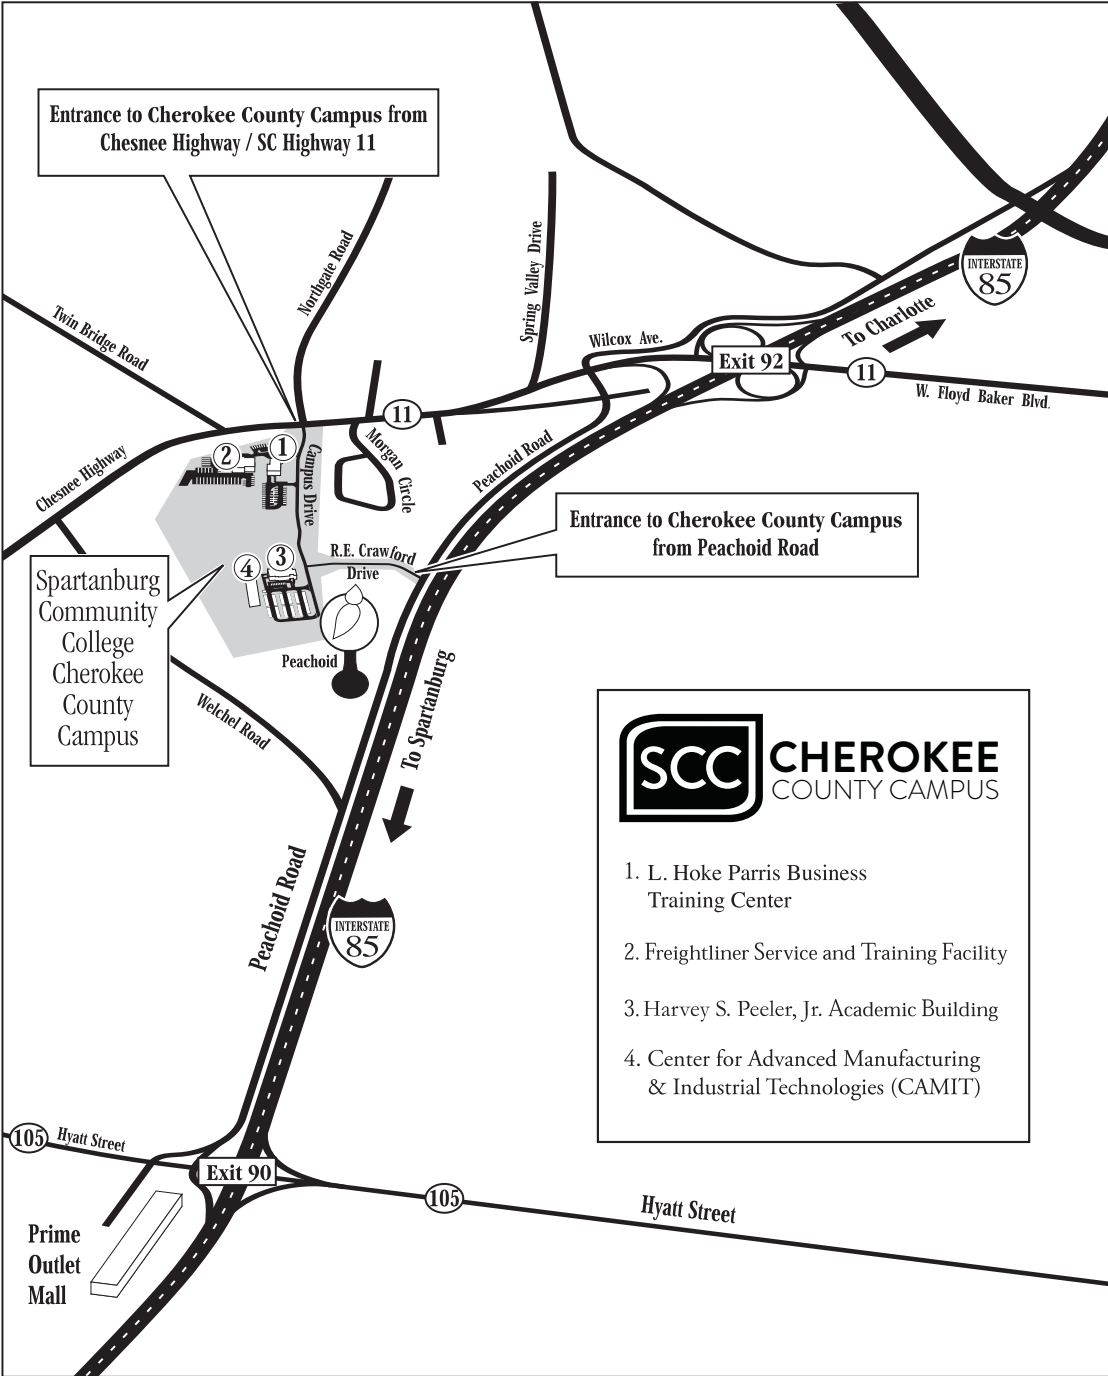 Entrance to Cherokee County Campus from
Chesnee Highway / SC Highway 11
Northgate Road
Spring Valley Drive
INTERSTATE
85
To Charlotte
Twin Bridge Road
Wilcox Ave.
Exit 92
11
W. Floyd Baker Blvd.
11
Chesnee Highway
2
1
Campus Drive
Morgan Circle
Peachoid Road
Entrance to Cherokee County Campus
from Peachoid Road
R.E. Crawford
Drive
3
4
Spartanburg
Community
College
Cherokee
County
Campus
Peachoid
Welchel Road
To Spartanburg
SCC
CHEROKEE
COUNTY CAMPUS
1. L. Hoke Parris Business
Training Center
2. Freightliner Service and Training Facility
3. Harvey S. Peeler, Jr. Academic Building
4. Center for Advanced Manufacturing
& Industrial Technologies (CAMIT)
Peachoid Road
INTERSTATE
85
105
Hyatt Street
Exit 90
105
Hyatt Street
Prime
Outlet
Mall